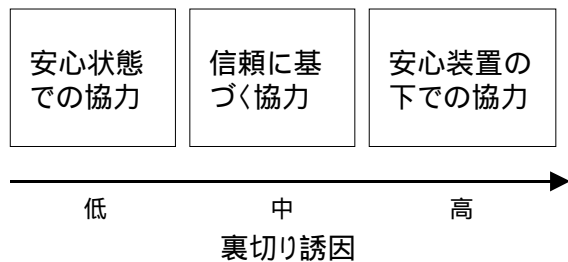 安心状態
での協力
信頼に基
づく協力
安心装置の
下での協力
低
中
高
裏切り誘因